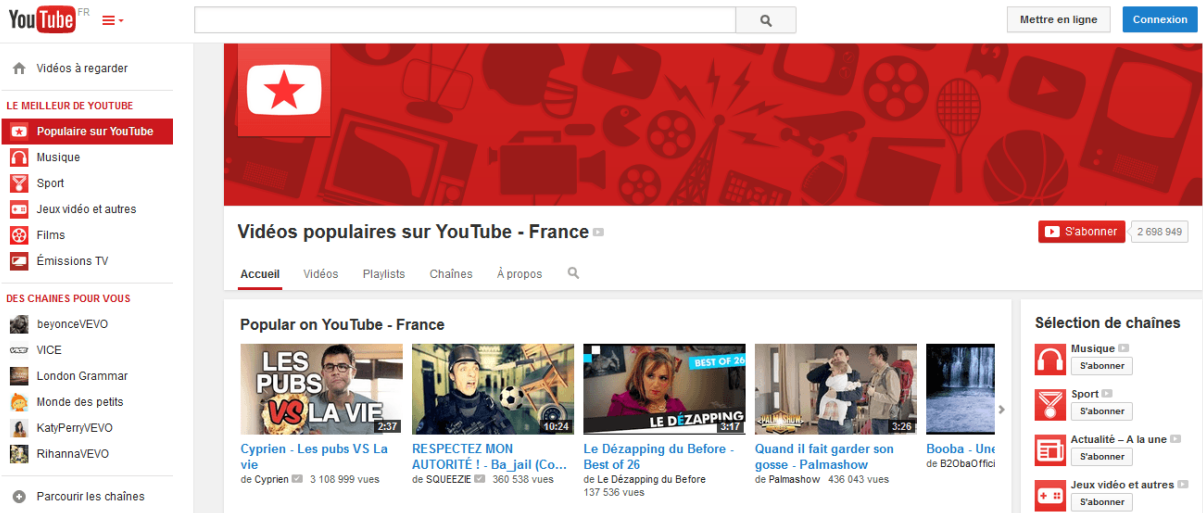 YouTube FR
Mettre en ligne
Connexion
Vidéos à regarder
LE MEILLEUR DE YOUTUBE
Populaire sur YouTube
Musique
Sport
Jeux vidéo et autres
Films
Émissions TV
DES CHAINES POUR VOUS
beyonceVEVO
VICE
London Grammar
Monde des petits
KatyPerryVEVO
RihannaVEVO
Parcourir les chaînes
Vidéos populaires sur YouTube - France
S'abonner 2 698 949
Accueil Vidéos Playlists Chaînes À propos
Popular on YouTube - France
LES
PUBS
VS LA VIE
2:37
Cyprien - Les pubs VS La
vie
de Cyprien 3 108 999 vues
10:24
RESPECTEZ MON
AUTORITÉ ! - Ba_jail (Co...
de SQUEEZIE 360 538 vues
BEST OF 26
LE DÉZAPPING
3:17
Le Dézapping du Before -
Best of 26
de Le Dézapping du Before
137 536 vues
PALMASHOW
3:26
Quand il fait garder son
gosse - Palmashow
de Palmashow 436 043 vues
Booba - Une
de B2ObaOffici
Sélection de chaînes
Musique
S'abonner
Sport
S'abonner
Actualité – A la une
S'abonner
Jeux vidéo et autres
S'abonner